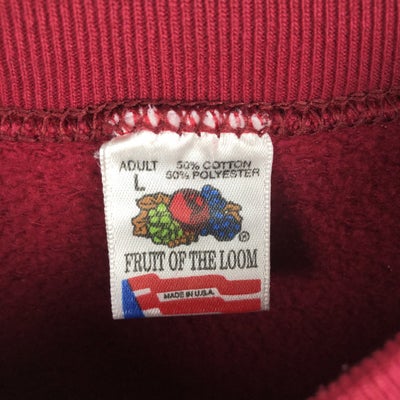 ADULT 50% COTTON
L 50% POLYESTER
®
FRUIT OF THE LOOM
MADE IN U.S.A.